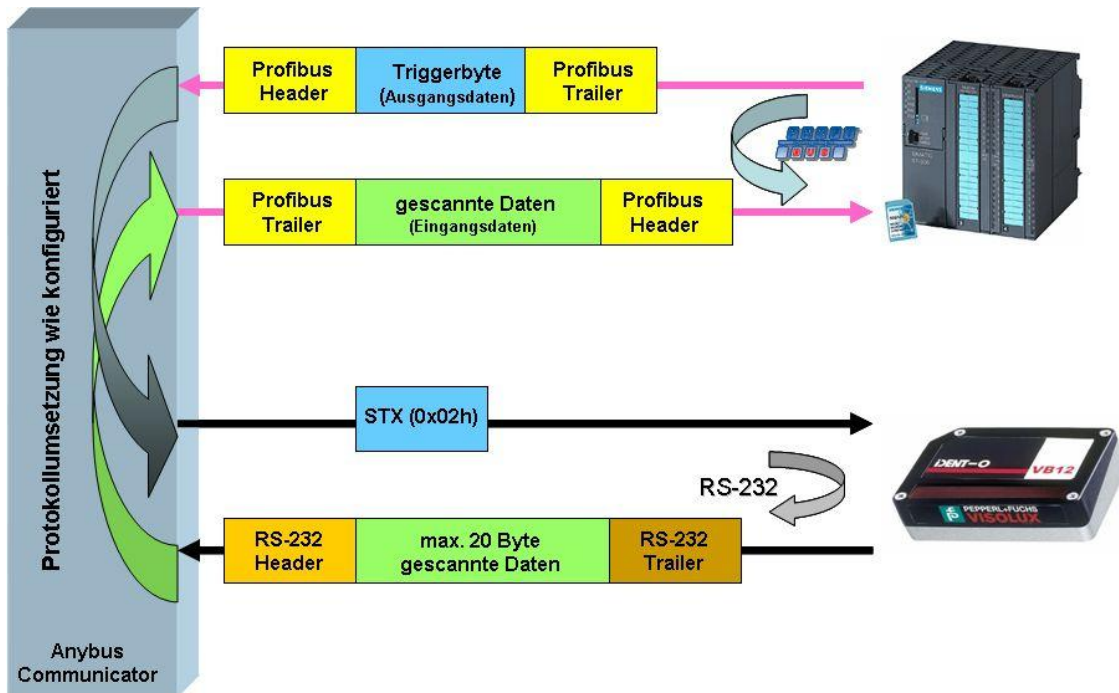 Profibus
Header
Triggerbyte
(Ausgangsdaten)
Profibus
Trailer
SIEMENS
Profibus
Trailer
gescannte Daten
(Eingangsdaten)
Profibus
Header
BUS
Protokollumsetzung wie konfiguriert
STX (0x02h)
RS-232
IDENT-O
VB12
PEPPERL+FUCHS
VISOLUX
RS-232
Header
max. 20 Byte
gescannte Daten
RS-232
Trailer
Anybus
Communicator